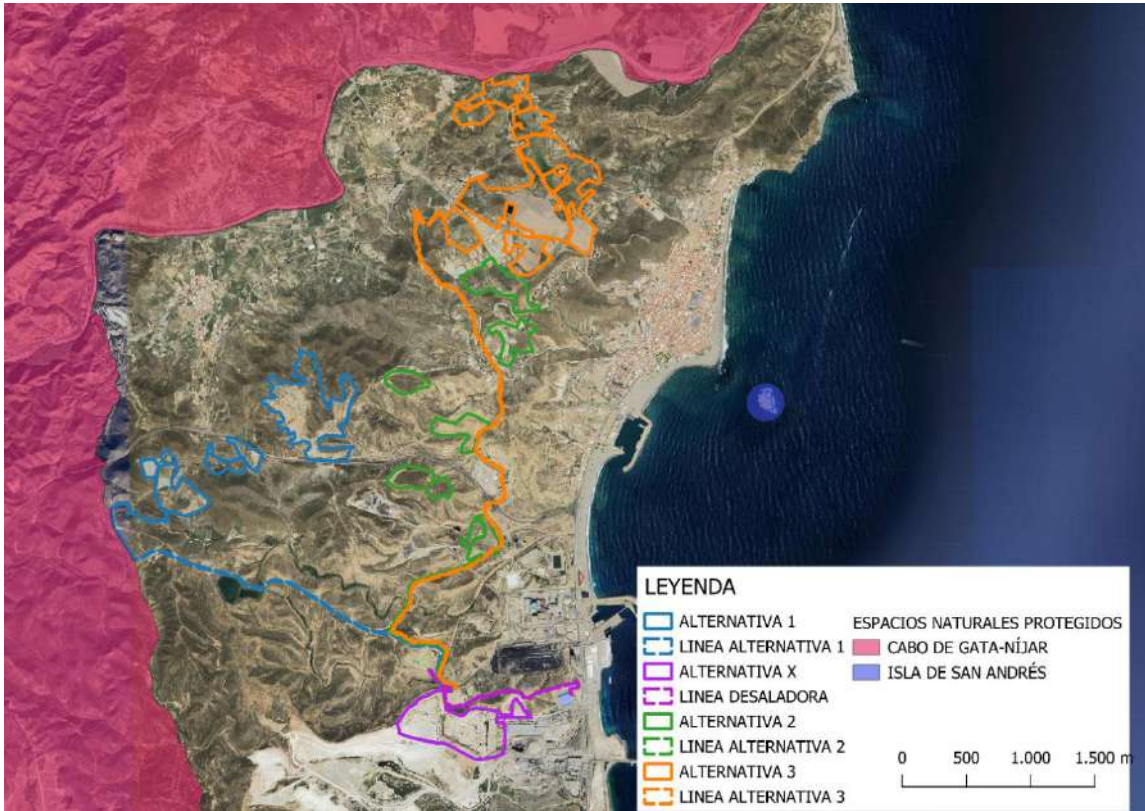 LEYENDA
ALTERNATIVA 1
LINEA ALTERNATIVA 1
ALTERNATIVA X
LINEA DESALADORA
ALTERNATIVA 2
LINEA ALTERNATIVA 2
ALTERNATIVA 3
LINEA ALTERNATIVA 3
ESPACIOS NATURALES PROTEGIDOS
CABO DE GATA-NÍJAR
ISLA DE SAN ANDRÉS
0 500 1.000 1.500 m